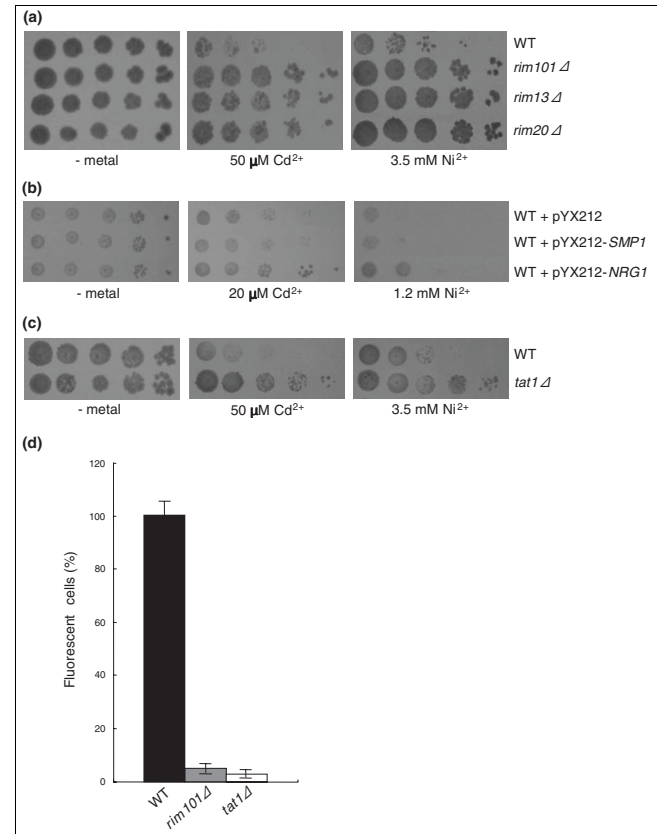 (a)
WT
rim101Δ
rim13Δ
rim20Δ
- metal
50 μM Cd²⁺
3.5 mM Ni²⁺
(b)
WT + pYX212
WT + pYX212-SMP1
WT + pYX212-NRG1
- metal
20 μM Cd²⁺
1.2 mM Ni²⁺
(c)
WT
tat1Δ
- metal
50 μM Cd²⁺
3.5 mM Ni²⁺
(d)
Fluorescent cells (%)
120
100
80
60
40
20
0
WT
rim101Δ
tat1Δ